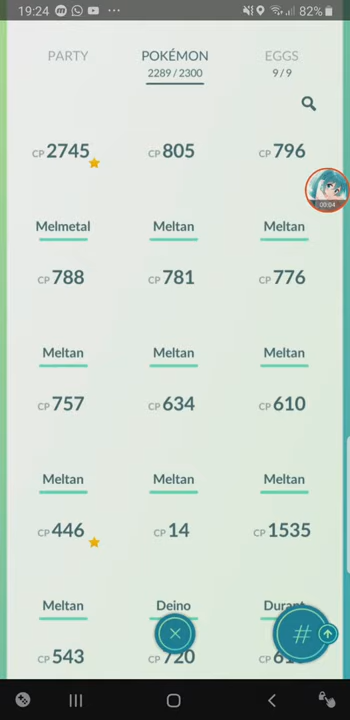 19:24 82%
PARTY POKÉMON EGGS
2289 / 2300 9 / 9
CP 2745 CP 805 CP 796
00:04
Melmetal Meltan Meltan
CP 788 CP 781 CP 776
Meltan Meltan Meltan
CP 757 CP 634 CP 610
Meltan Meltan Meltan
CP 446 CP 14 CP 1535
Meltan Deino
CP 543 CP 720